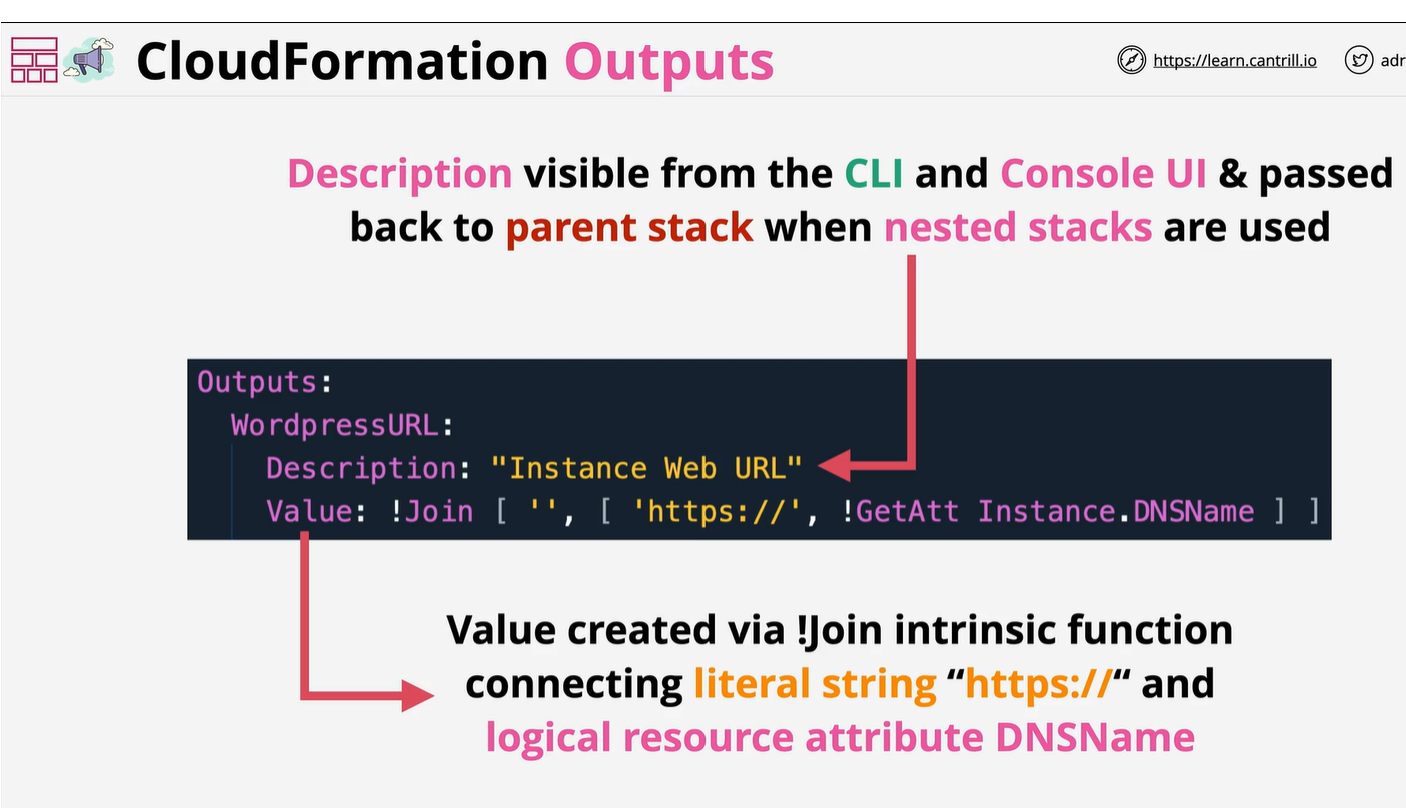 CloudFormation Outputs
https://learn.cantrill.io
adr
Description visible from the CLI and Console UI & passed
back to parent stack when nested stacks are used
Outputs:
WordpressURL:
Description: "Instance Web URL"
Value: !Join [ '', [ 'https://', !GetAtt Instance.DNSName ] ]
Value created via !Join intrinsic function
connecting literal string “https://“ and
logical resource attribute DNSName